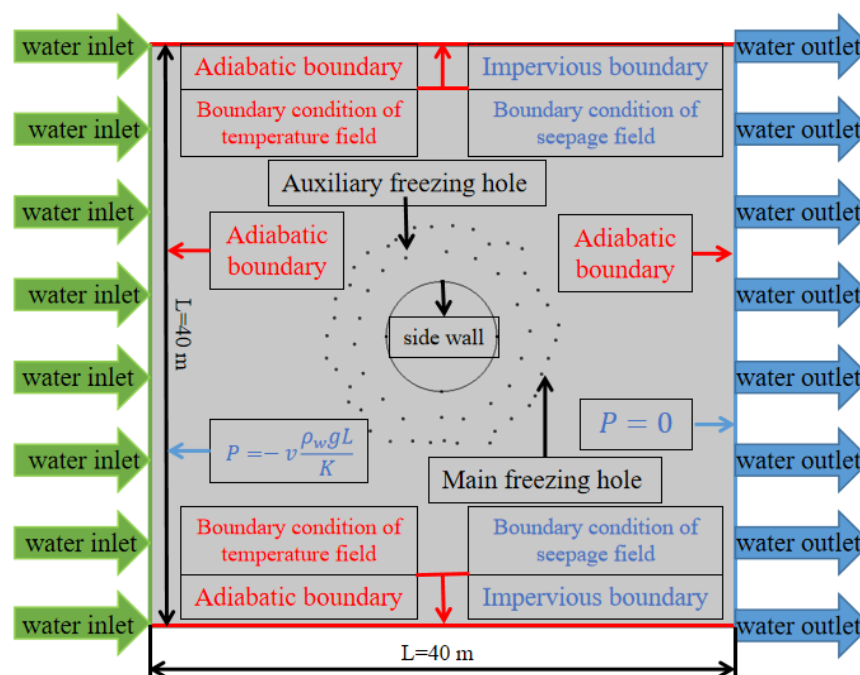 water inlet
water inlet
water inlet
water inlet
water inlet
water inlet
water inlet
water inlet
Adiabatic boundary
Impervious boundary
Boundary condition of
temperature field
Boundary condition of
seepage field
Auxiliary freezing hole
Adiabatic
boundary
Adiabatic
boundary
L=40 m
side wall
P =− v ρ_w gL / K
P = 0
Main freezing hole
Boundary condition of
temperature field
Boundary condition of
seepage field
Adiabatic boundary
Impervious boundary
L=40 m
water outlet
water outlet
water outlet
water outlet
water outlet
water outlet
water outlet
water outlet